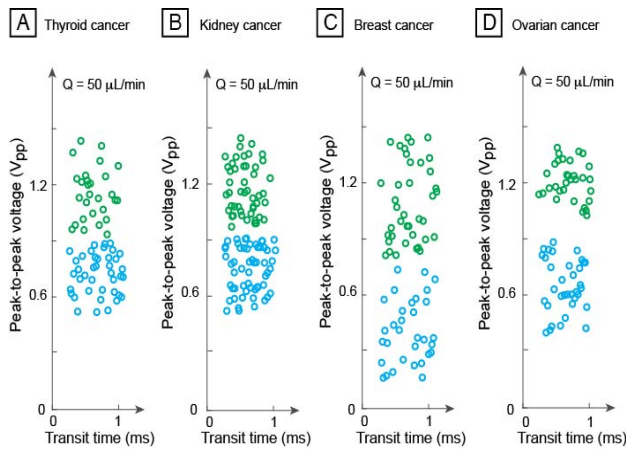 A Thyroid cancer
Q = 50 μL/min
Peak-to-peak voltage (Vpp)
1.2
0.6
0
0
1
Transit time (ms)
B Kidney cancer
Q = 50 μL/min
Peak-to-peak voltage (Vpp)
1.2
0.6
0
0
1
Transit time (ms)
C Breast cancer
Q = 50 μL/min
Peak-to-peak voltage (Vpp)
1.2
0.6
0
0
1
Transit time (ms)
D Ovarian cancer
Q = 50 μL/min
Peak-to-peak voltage (Vpp)
1.2
0.6
0
0
1
Transit time (ms)